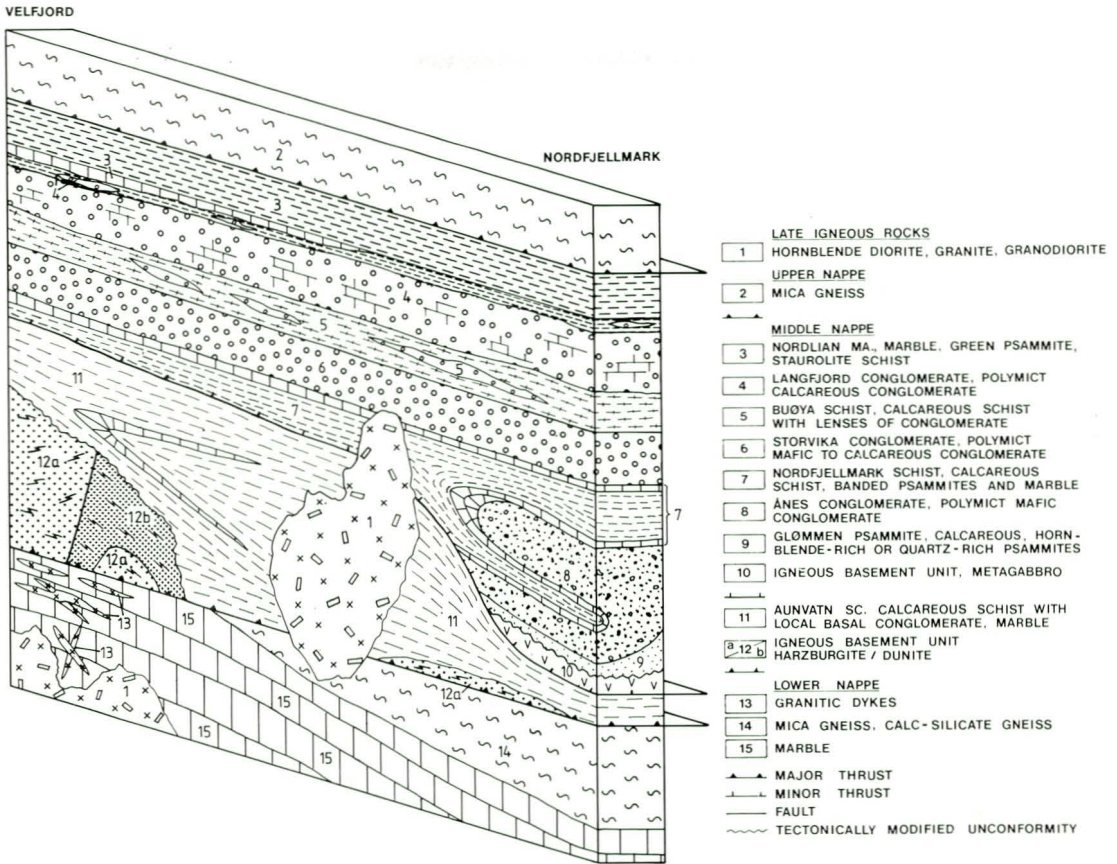 VELFJORD
NORDFJELLMARK
2
3
3
4
4
5
5
6
7
7
11
11
12a
12b
12a
12a
8
9
10
1
1
13
13
14
15
15
15
15
LATE IGNEOUS ROCKS
1 HORNBLENDE DIORITE, GRANITE, GRANODIORITE
UPPER NAPPE
2 MICA GNEISS
MIDDLE NAPPE
3 NORDLIAN MA., MARBLE, GREEN PSAMMITE,
STAUROLITE SCHIST
4 LANGFJORD CONGLOMERATE, POLYMICT
CALCAREOUS CONGLOMERATE
5 BUØYA SCHIST, CALCAREOUS SCHIST
WITH LENSES OF CONGLOMERATE
6 STORVIKA CONGLOMERATE, POLYMICT
MAFIC TO CALCAREOUS CONGLOMERATE
7 NORDFJELLMARK SCHIST, CALCAREOUS
SCHIST, BANDED PSAMMITES AND MARBLE
8 ÅNES CONGLOMERATE, POLYMICT MAFIC
CONGLOMERATE
9 GLØMMEN PSAMMITE, CALCAREOUS, HORN-
BLENDE-RICH OR QUARTZ-RICH PSAMMITES
10 IGNEOUS BASEMENT UNIT, METAGABBRO
11 AUNVATN SC. CALCAREOUS SCHIST WITH
LOCAL BASAL CONGLOMERATE, MARBLE
a 12 b IGNEOUS BASEMENT UNIT
HARZBURGITE / DUNITE
LOWER NAPPE
13 GRANITIC DYKES
14 MICA GNEISS, CALC-SILICATE GNEISS
15 MARBLE
MAJOR THRUST
MINOR THRUST
FAULT
TECTONICALLY MODIFIED UNCONFORMITY